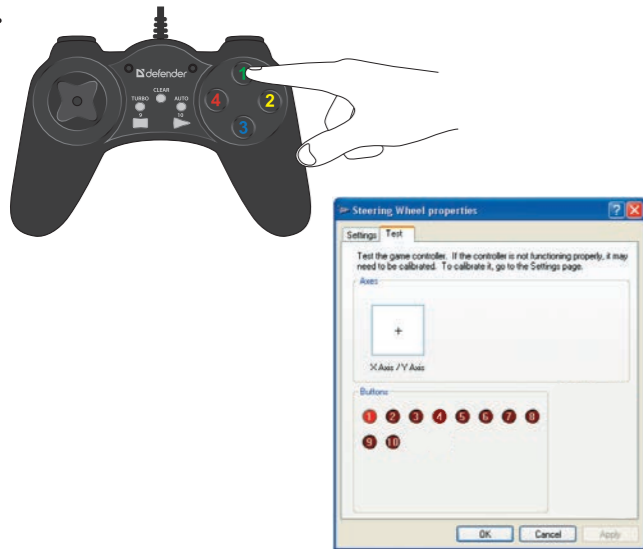 defender
CLEAR
TURBO
AUTO
9
10
1
2
3
4
Steering Wheel properties
Settings
Test
Test the game controller. If the controller is not functioning properly, it may
need to be calibrated. To calibrate it, go to the Settings page.
Axes
X Axis / Y Axis
Buttons
1 2 3 4 5 6 7 8
9 10
OK
Cancel
Apply